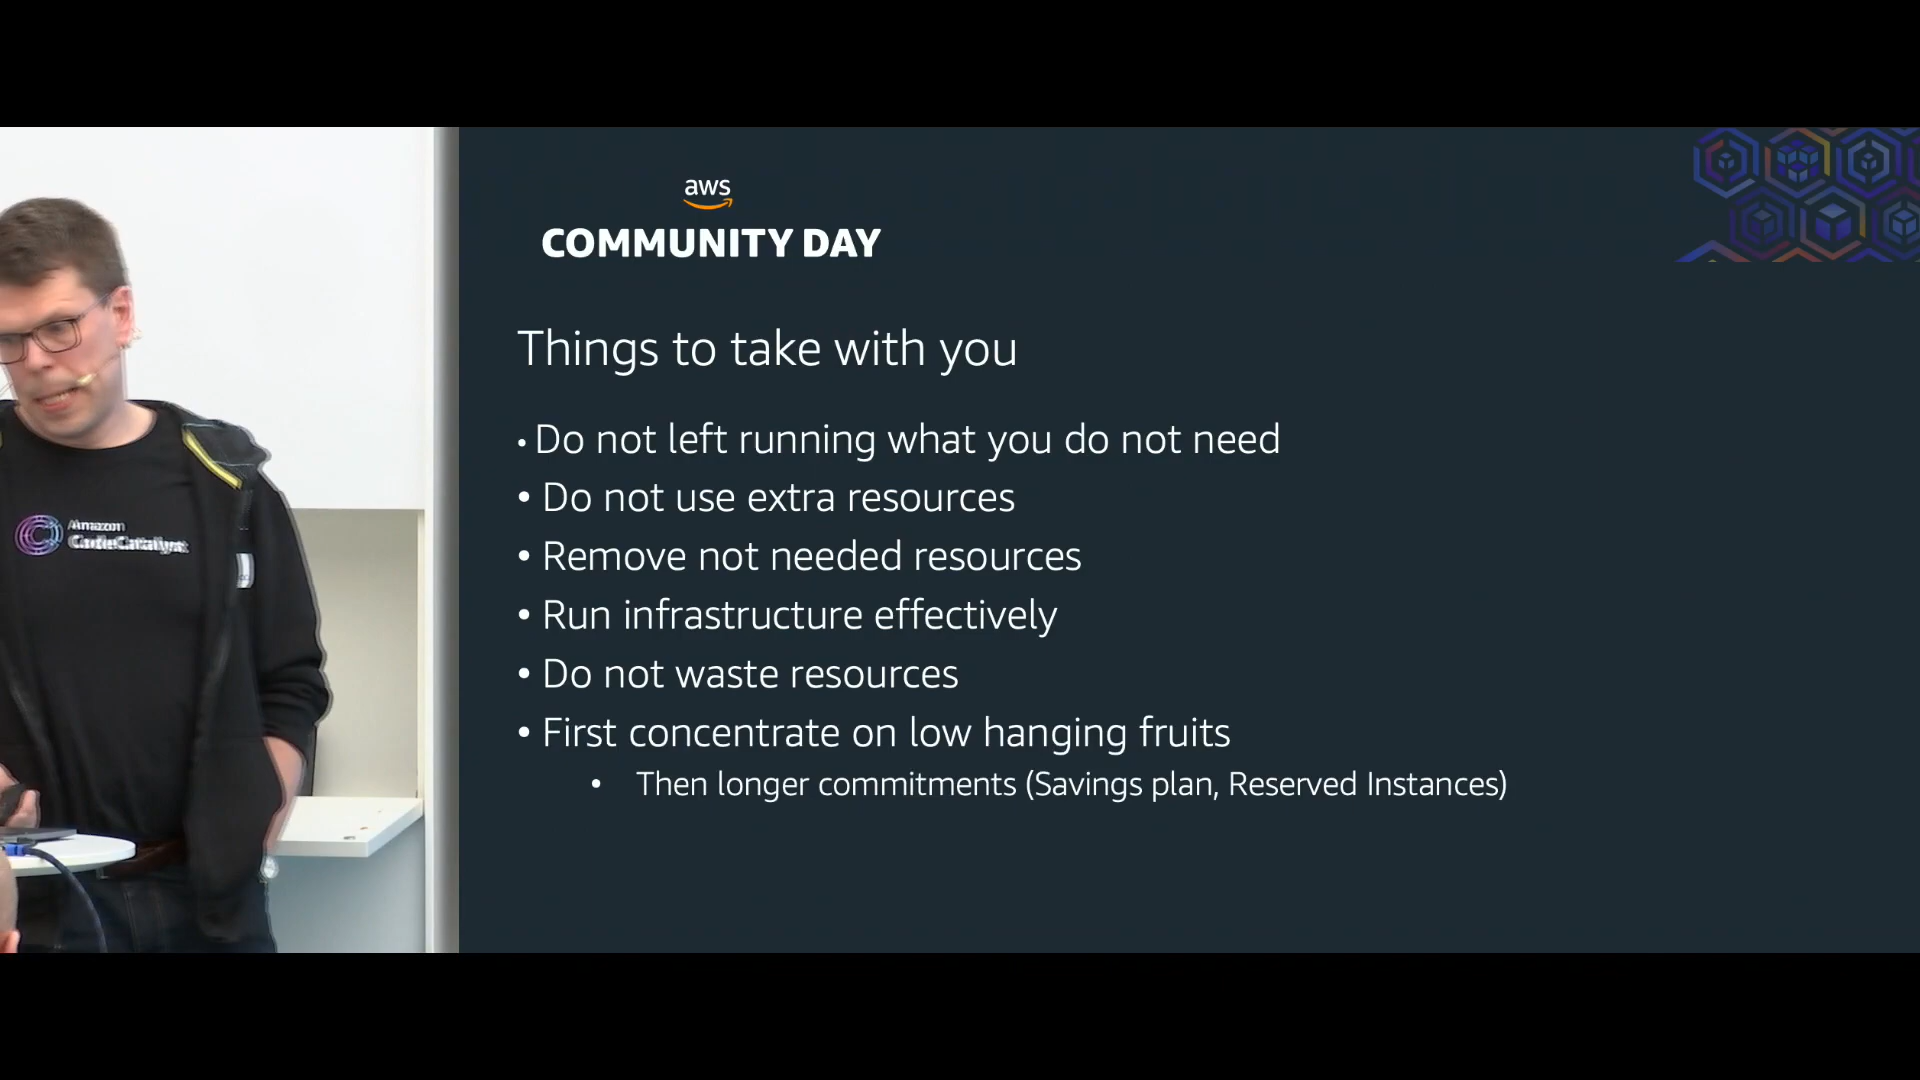 aws
COMMUNITY DAY
Things to take with you
• Do not left running what you do not need
• Do not use extra resources
• Remove not needed resources
• Run infrastructure effectively
• Do not waste resources
• First concentrate on low hanging fruits
• Then longer commitments (Savings plan, Reserved Instances)
Amazon
CodeCatalyst